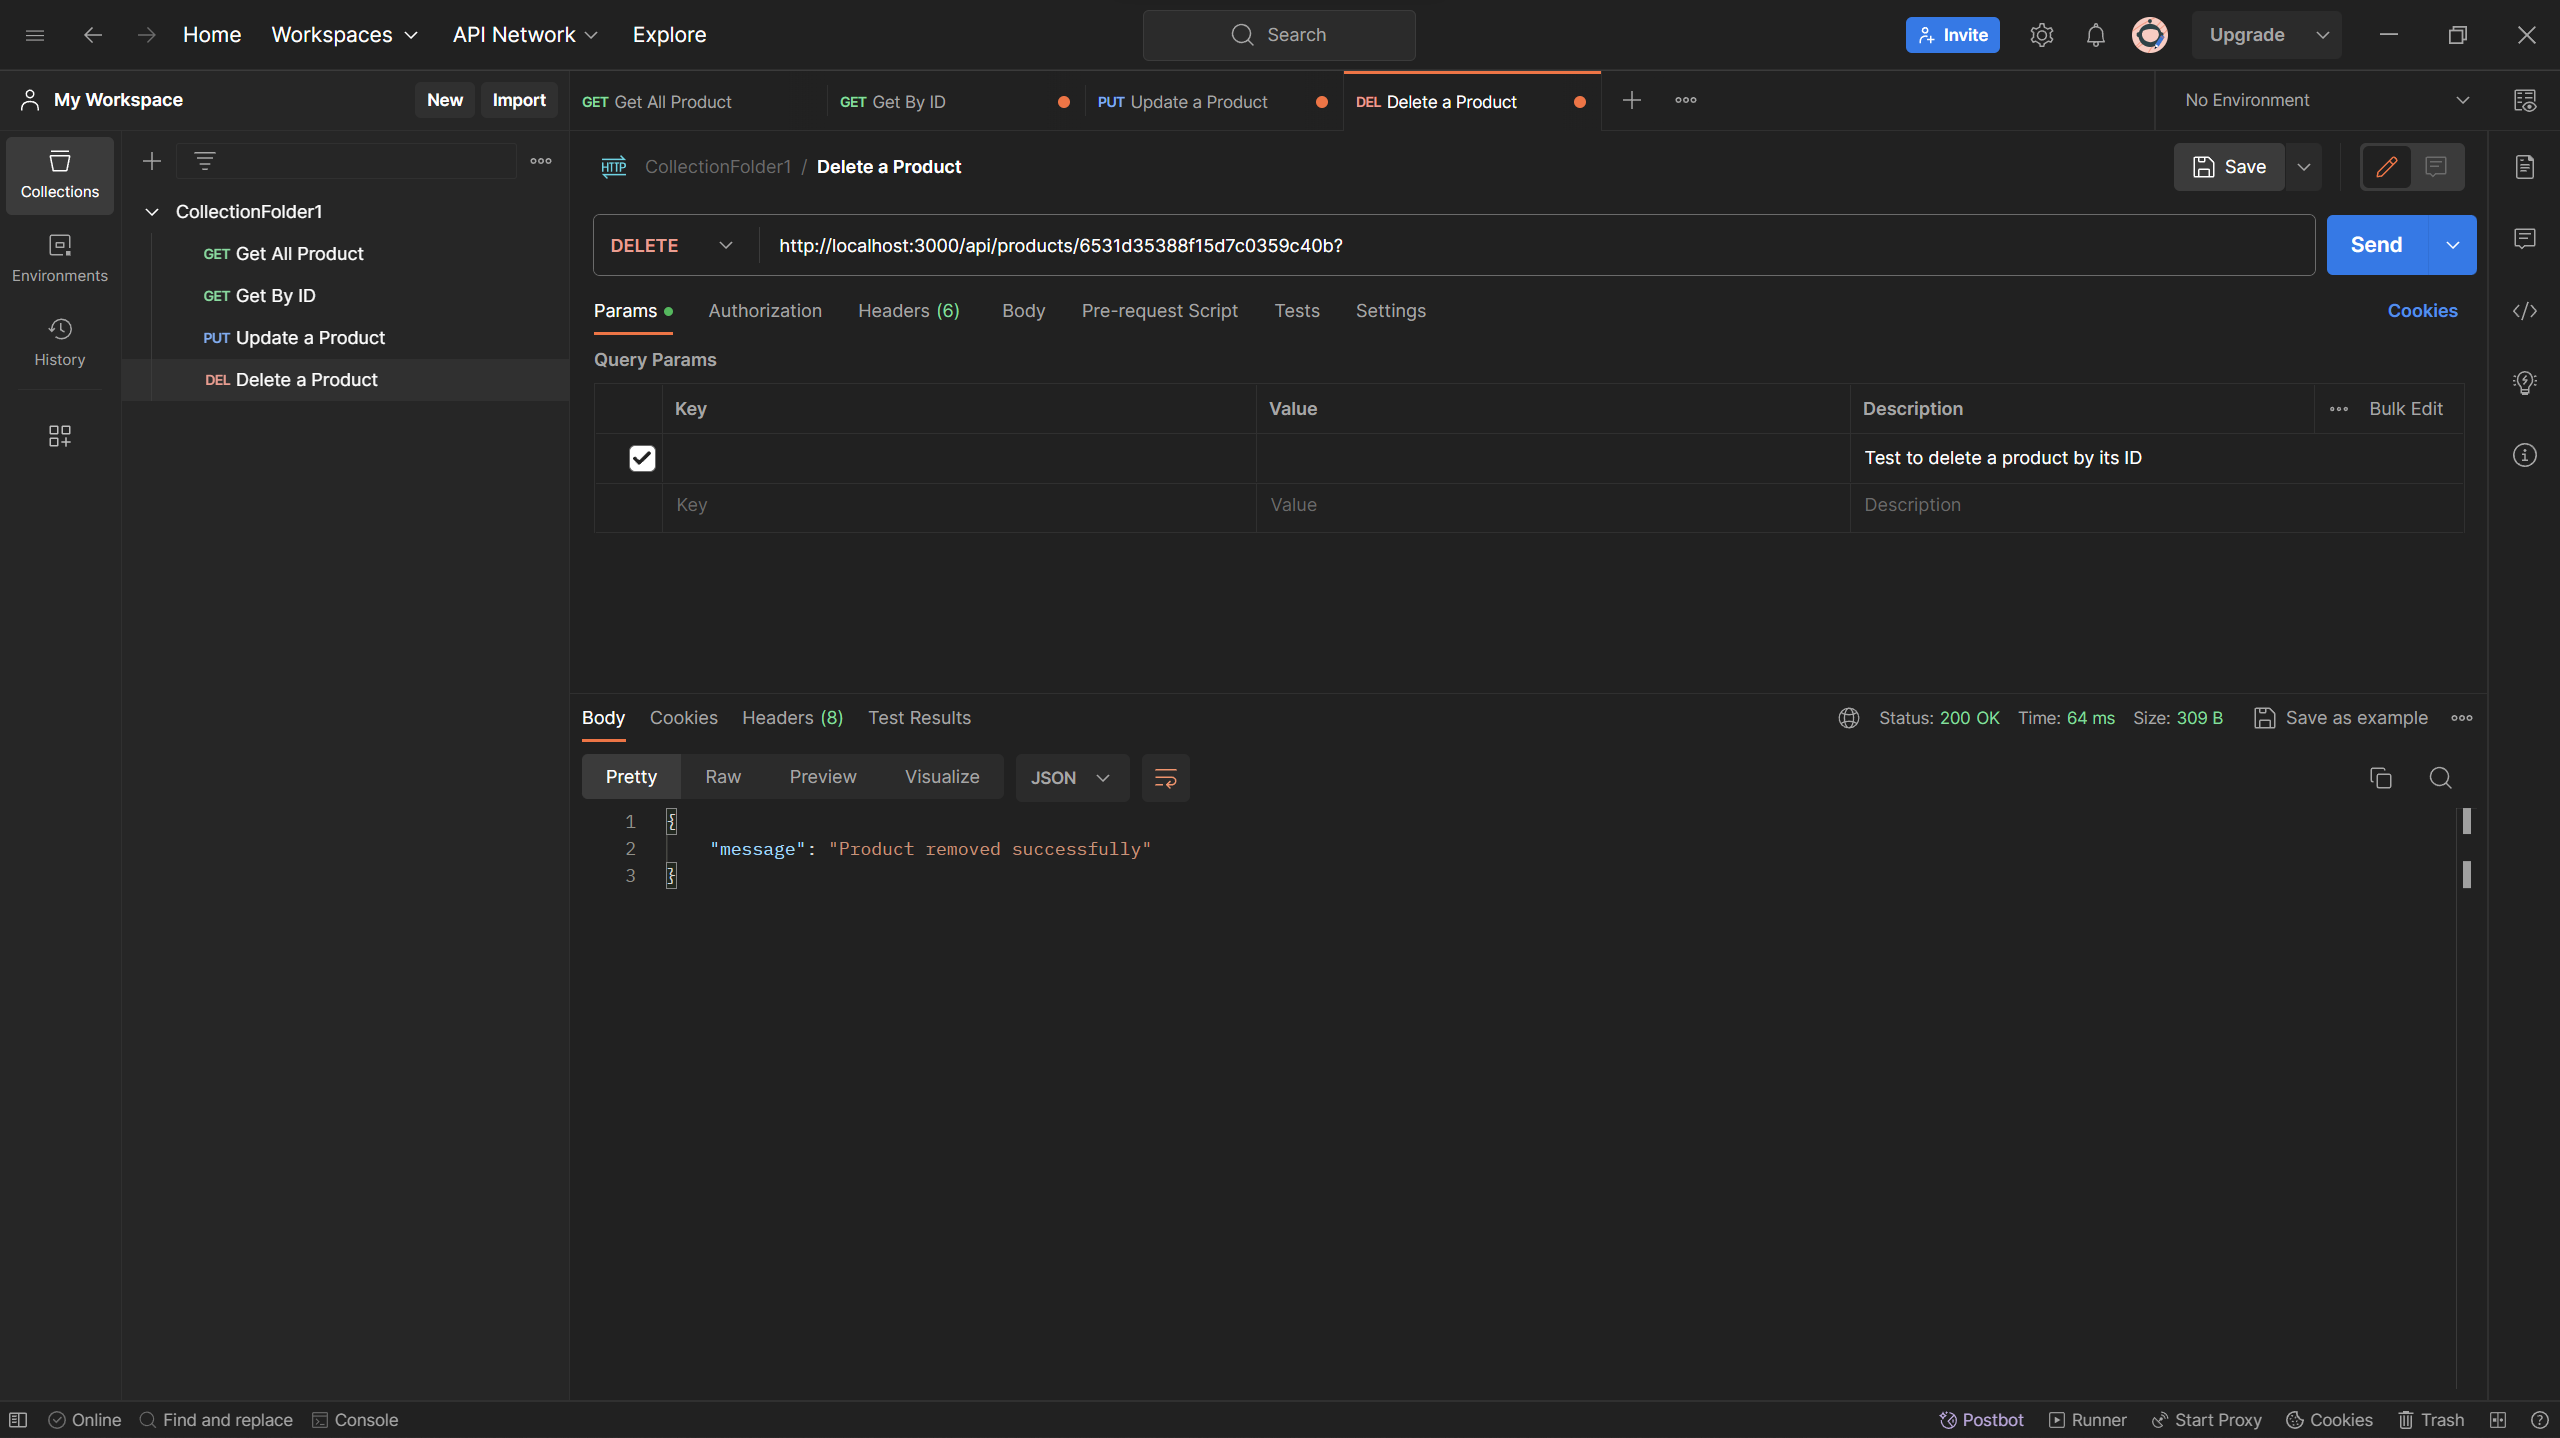 Home Workspaces API Network Explore Search Invite Upgrade
My Workspace New Import GET Get All Product GET Get By ID PUT Update a Product DEL Delete a Product No Environment
Collections
Environments
History
CollectionFolder1
GET Get All Product
GET Get By ID
PUT Update a Product
DEL Delete a Product
HTTP CollectionFolder1 / Delete a Product Save
DELETE http://localhost:3000/api/products/6531d35388f15d7c0359c40b? Send
Params Authorization Headers (6) Body Pre-request Script Tests Settings Cookies
Query Params
Key Value Description Bulk Edit
Test to delete a product by its ID
Key Value Description
Body Cookies Headers (8) Test Results Status: 200 OK Time: 64 ms Size: 309 B Save as example
Pretty Raw Preview Visualize JSON
1 {
2 "message": "Product removed successfully"
3 }
Online Find and replace Console Postbot Runner Start Proxy Cookies Trash